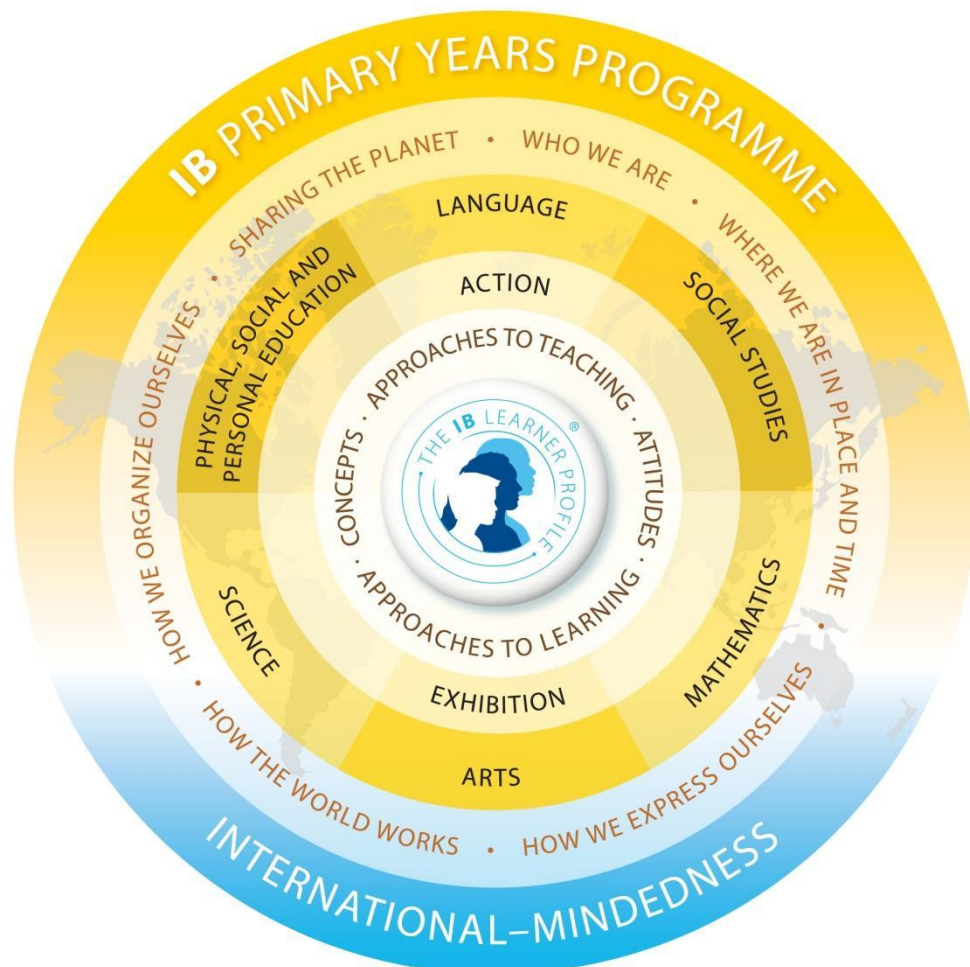 IB PRIMARY YEARS PROGRAMME
SHARING THE PLANET • WHO WE ARE • WHERE WE ARE IN PLACE AND TIME • HOW WE EXPRESS OURSELVES • HOW THE WORLD WORKS • HOW WE ORGANIZE OURSELVES •
LANGUAGE
SOCIAL STUDIES
MATHEMATICS
ARTS
SCIENCE
PHYSICAL, SOCIAL AND
PERSONAL EDUCATION
ACTION
EXHIBITION
APPROACHES TO TEACHING · ATTITUDES · APPROACHES TO LEARNING · CONCEPTS ·
• THE IB LEARNER PROFILE •
®
INTERNATIONAL–MINDEDNESS